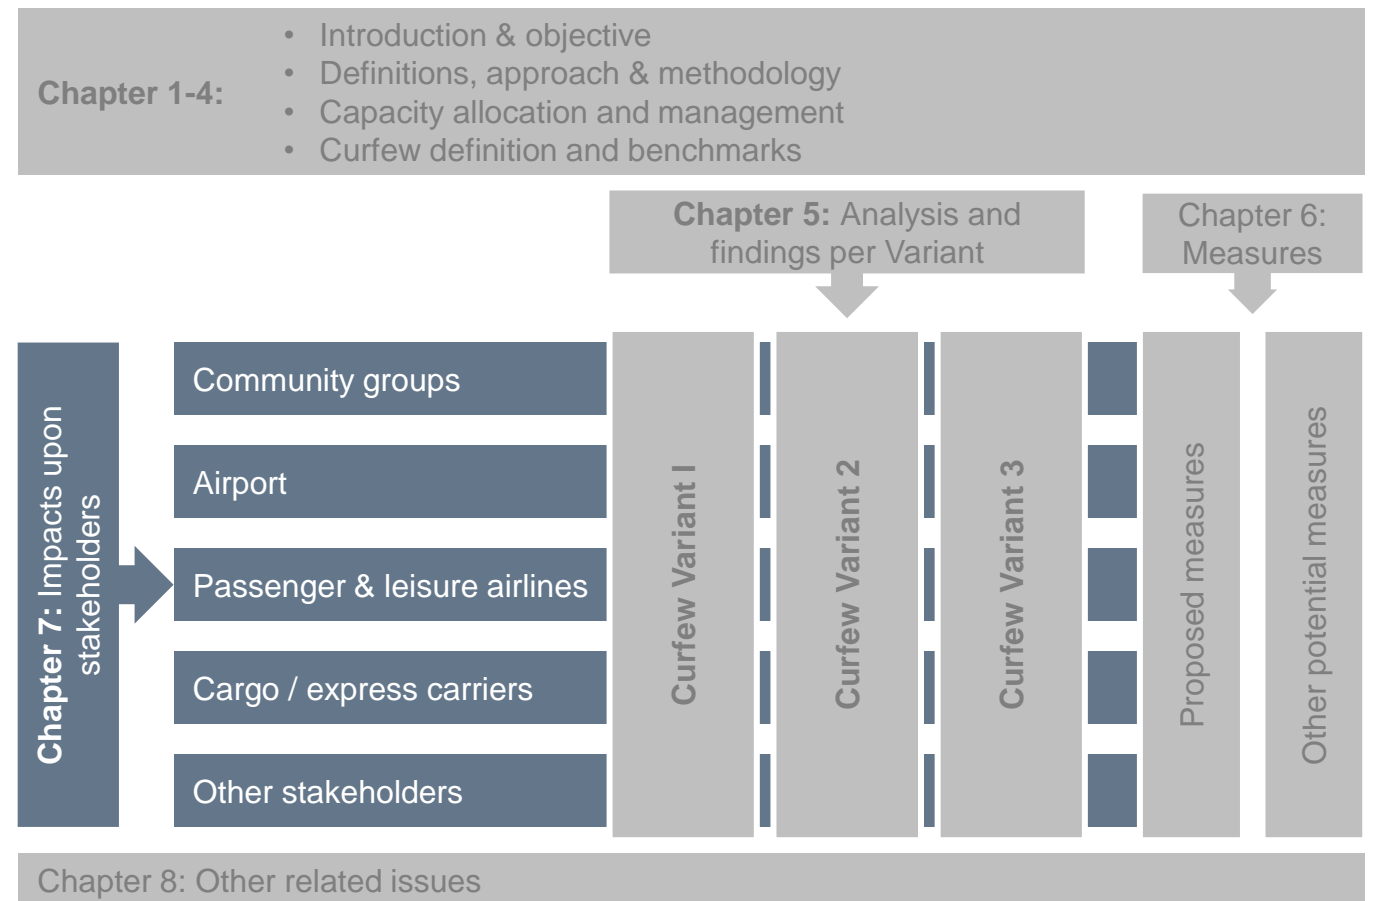 Chapter 1-4:
• Introduction & objective
• Definitions, approach & methodology
• Capacity allocation and management
• Curfew definition and benchmarks
Chapter 5: Analysis and
findings per Variant
Chapter 6:
Measures
Chapter 7: Impacts upon
stakeholders
Community groups
Airport
Passenger & leisure airlines
Cargo / express carriers
Other stakeholders
Curfew Variant I
Curfew Variant 2
Curfew Variant 3
Proposed measures
Other potential measures
Chapter 8: Other related issues